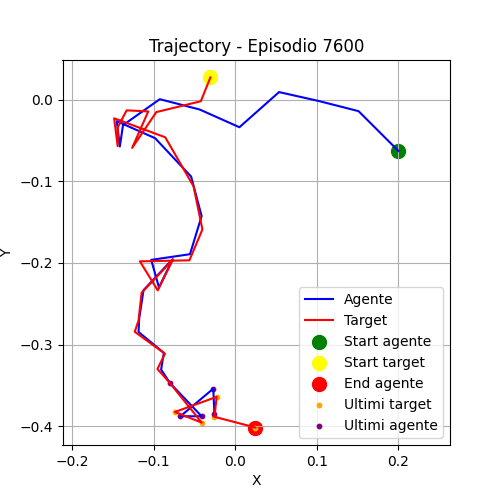 Trajectory - Episodio 7600
0.0
−0.1
−0.2
−0.3
−0.4
Y
−0.2
−0.1
0.0
0.1
0.2
X
Agente
Target
Start agente
Start target
End agente
Ultimi target
Ultimi agente